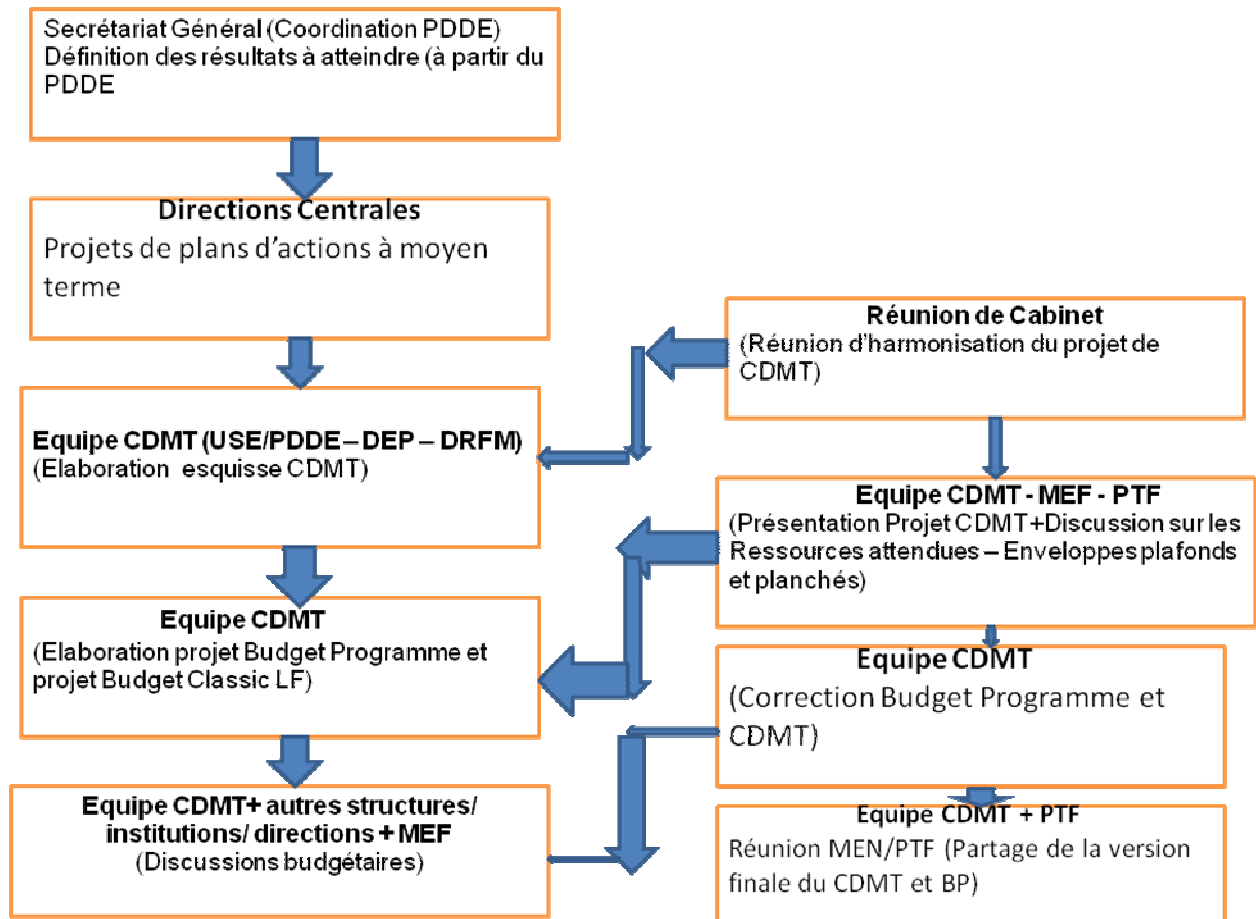 Secrétariat Général (Coordination PDDE)
Définition des résultats à atteindre (à partir du
PDDE
Directions Centrales
Projets de plans d'actions à moyen
terme
Equipe CDMT (USE/PDDE– DEP – DRFM)
(Elaboration esquisse CDMT)
Equipe CDMT
(Elaboration projet Budget Programme et
projet Budget Classic LF)
Equipe CDMT+ autres structures/
institutions/ directions + MEF
(Discussions budgétaires)
Réunion de Cabinet
(Réunion d'harmonisation du projet de
CDMT)
Equipe CDMT - MEF - PTF
(Présentation Projet CDMT+Discussion sur les
Ressources attendues – Enveloppes plafonds
et planchés)
Equipe CDMT
(Correction Budget Programme et
CDMT)
Equipe CDMT + PTF
Réunion MEN/PTF (Partage de la version
finale du CDMT et BP)